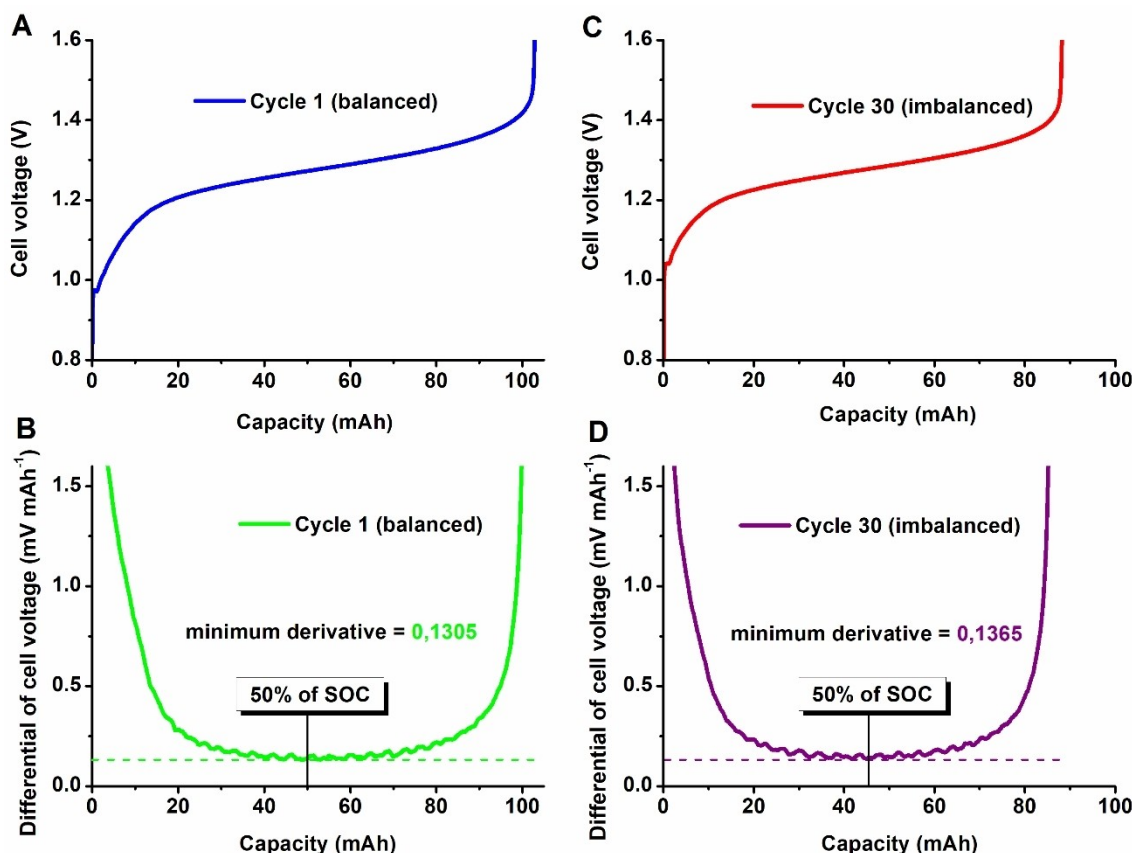 A
1.6
1.4
1.2
1.0
0.8
Cell voltage (V)
Cycle 1 (balanced)
0 20 40 60 80 100
Capacity (mAh)
C
1.6
1.4
1.2
1.0
0.8
Cell voltage (V)
Cycle 30 (imbalanced)
0 20 40 60 80 100
Capacity (mAh)
B
1.5
1.0
0.5
0.0
Differential of cell voltage (mV mAh⁻¹)
Cycle 1 (balanced)
minimum derivative = 0,1305
50% of SOC
0 20 40 60 80 100
Capacity (mAh)
D
1.5
1.0
0.5
0.0
Differential of cell voltage (mV mAh⁻¹)
Cycle 30 (imbalanced)
minimum derivative = 0,1365
50% of SOC
0 20 40 60 80 100
Capacity (mAh)